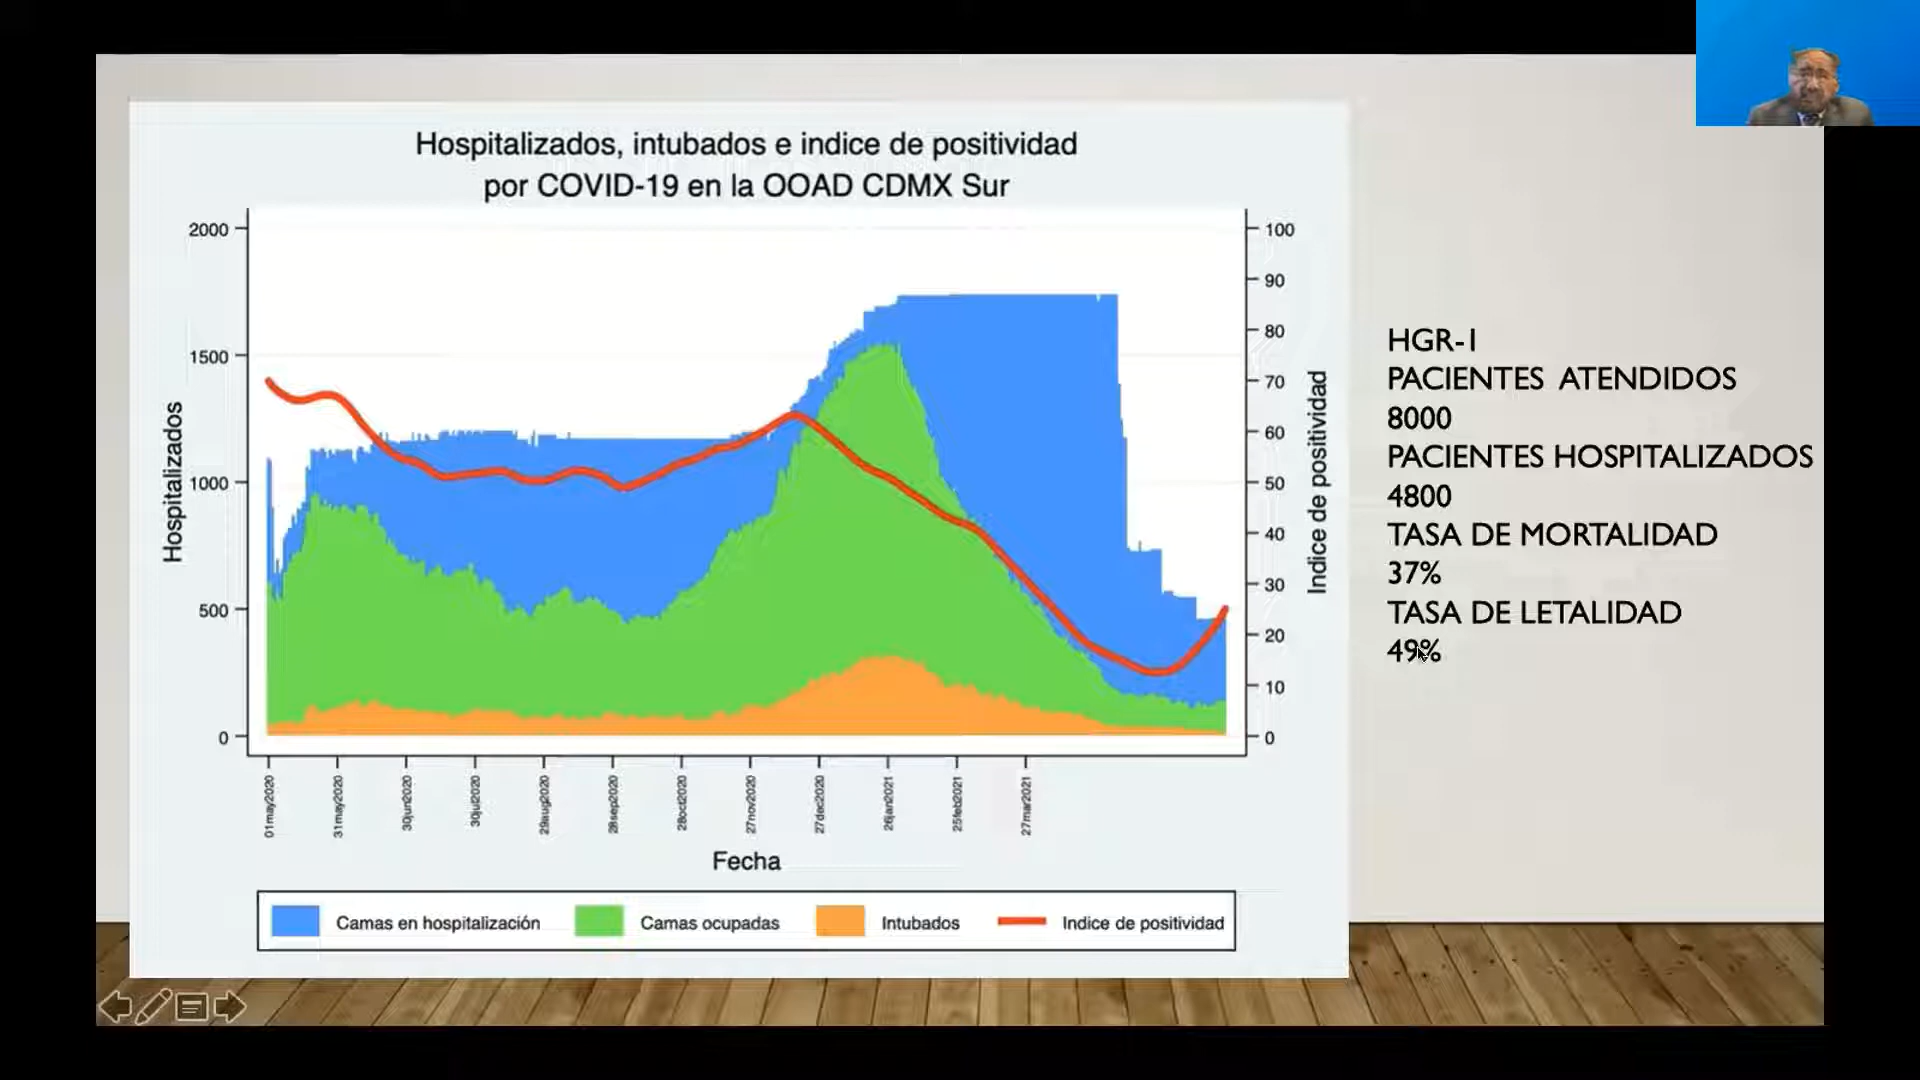 Hospitalizados, intubados e indice de positividad
por COVID-19 en la OOAD CDMX Sur
Hospitalizados
2000
1500
1000
500
0
100
90
80
70
60
50
40
30
20
10
0
Indice de positividad
01may2020
31may2020
30jun2020
30jul2020
29aug2020
28sep2020
28oct2020
27nov2020
27dec2020
26jan2021
25feb2021
27mar2021
Fecha
Camas en hospitalización
Camas ocupadas
Intubados
Indice de positividad
HGR-1
PACIENTES ATENDIDOS
8000
PACIENTES HOSPITALIZADOS
4800
TASA DE MORTALIDAD
37%
TASA DE LETALIDAD
49%